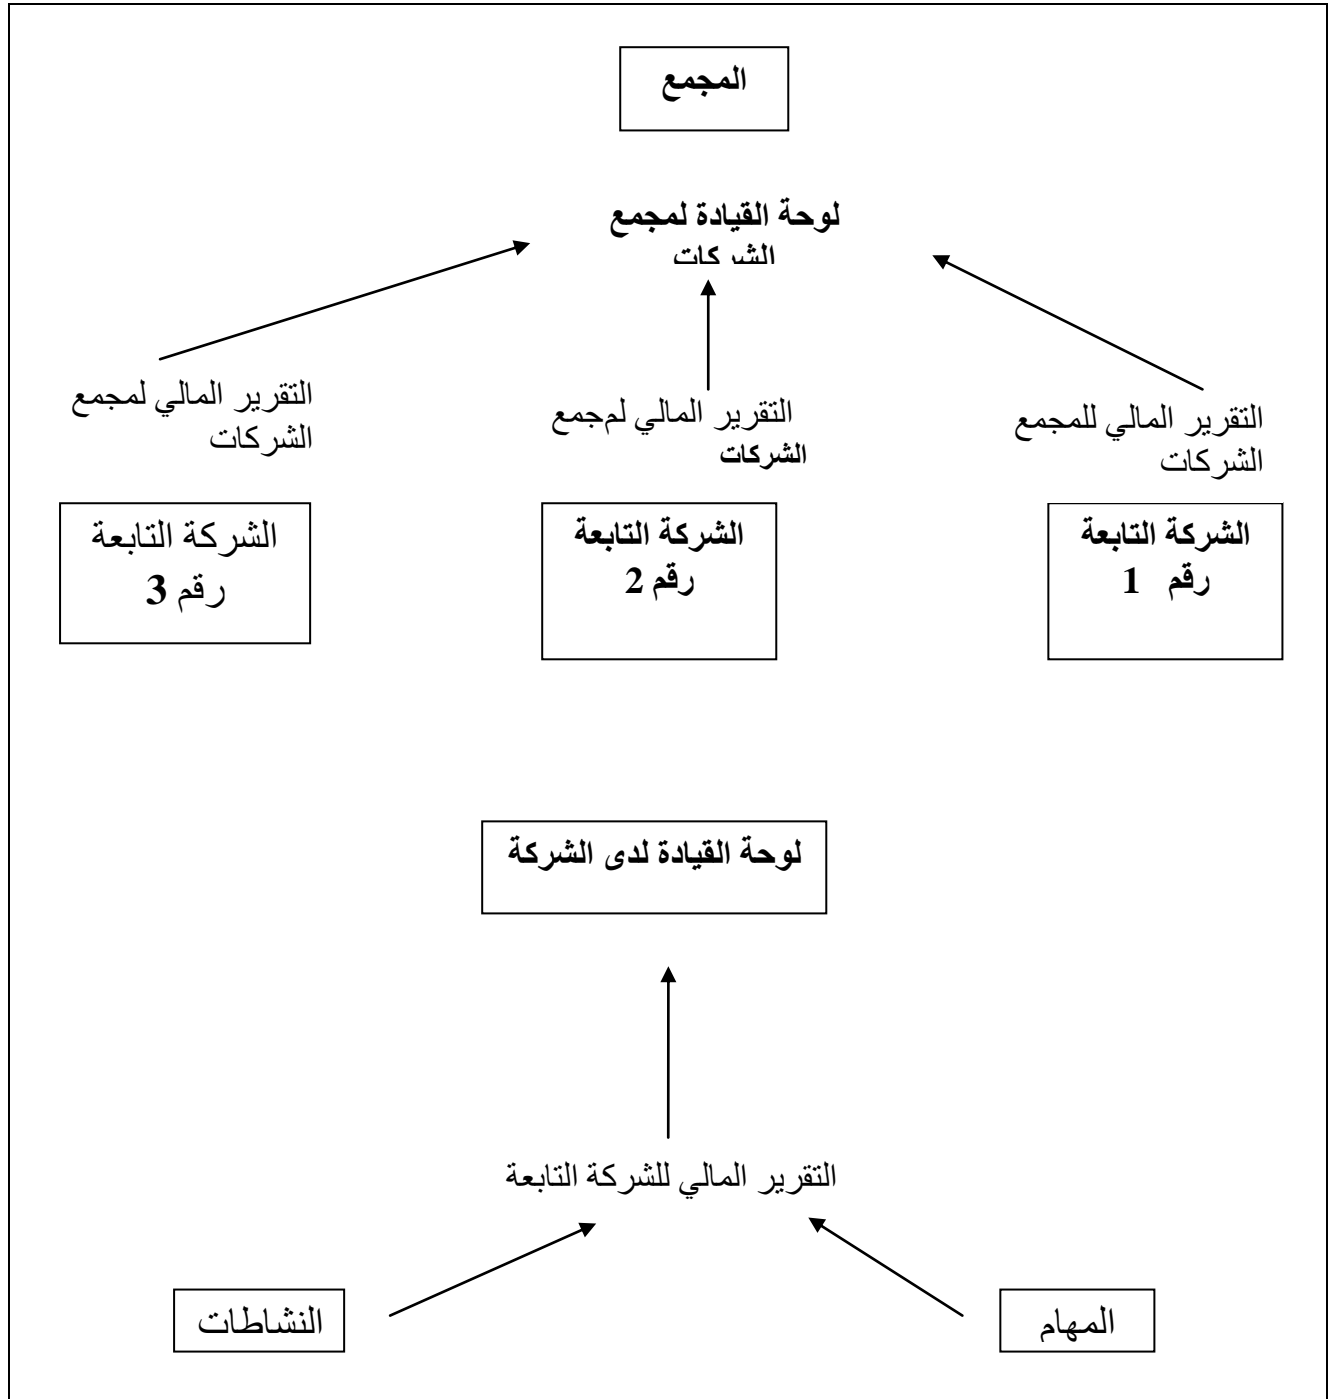 المجمع
لوحة القيادة لمجمع
الشركات
التقرير المالي للمجمع
الشركات
التقرير المالي لمجمع
الشركات
التقرير المالي لمجمع
الشركات
الشركة التابعة
رقم 1
الشركة التابعة
رقم 2
الشركة التابعة
رقم 3
لوحة القيادة لدى الشركة
التقرير المالي للشركة التابعة
المهام
النشاطات